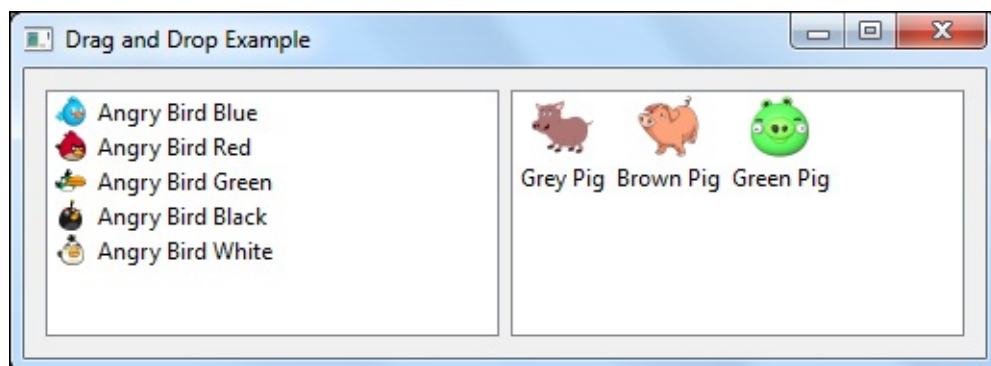 Drag and Drop Example
Angry Bird Blue
Angry Bird Red
Angry Bird Green
Angry Bird Black
Angry Bird White
Grey Pig Brown Pig Green Pig